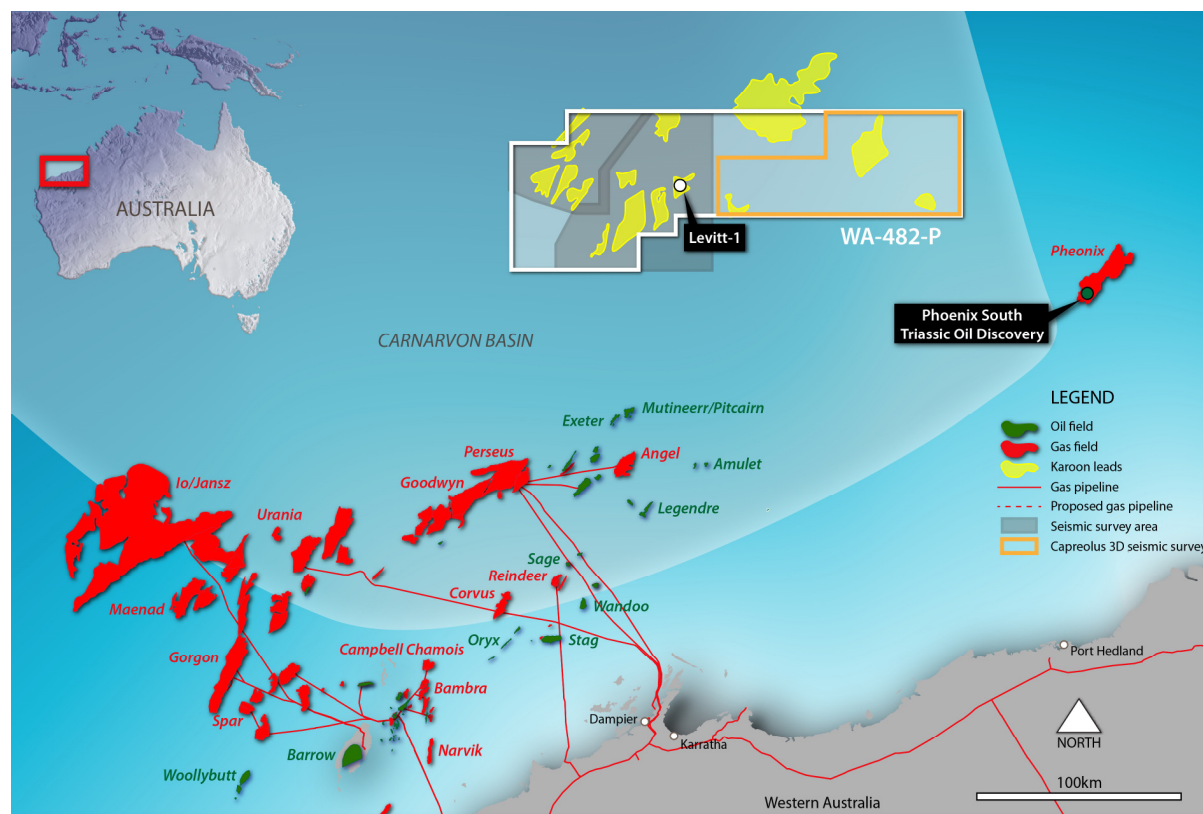 AUSTRALIA
Levitt-1
WA-482-P
Pheonix
Phoenix South
Triassic Oil Discovery
CARNARVON BASIN
LEGEND
Oil field
Gas field
Karoon leads
Gas pipeline
Proposed gas pipeline
Seismic survey area
Capreolus 3D seismic survey
Mutineerr/Pitcairn
Exeter
Perseus
Angel
Amulet
Goodwyn
Io/Jansz
Legendre
Urania
Sage
Reindeer
Corvus
Wandoo
Maenad
Oryx
Stag
Campbell Chamois
Gorgon
Bambra
Spar
Barrow
Narvik
Woollybutt
Port Hedland
Dampier
Karratha
NORTH
100km
Western Australia